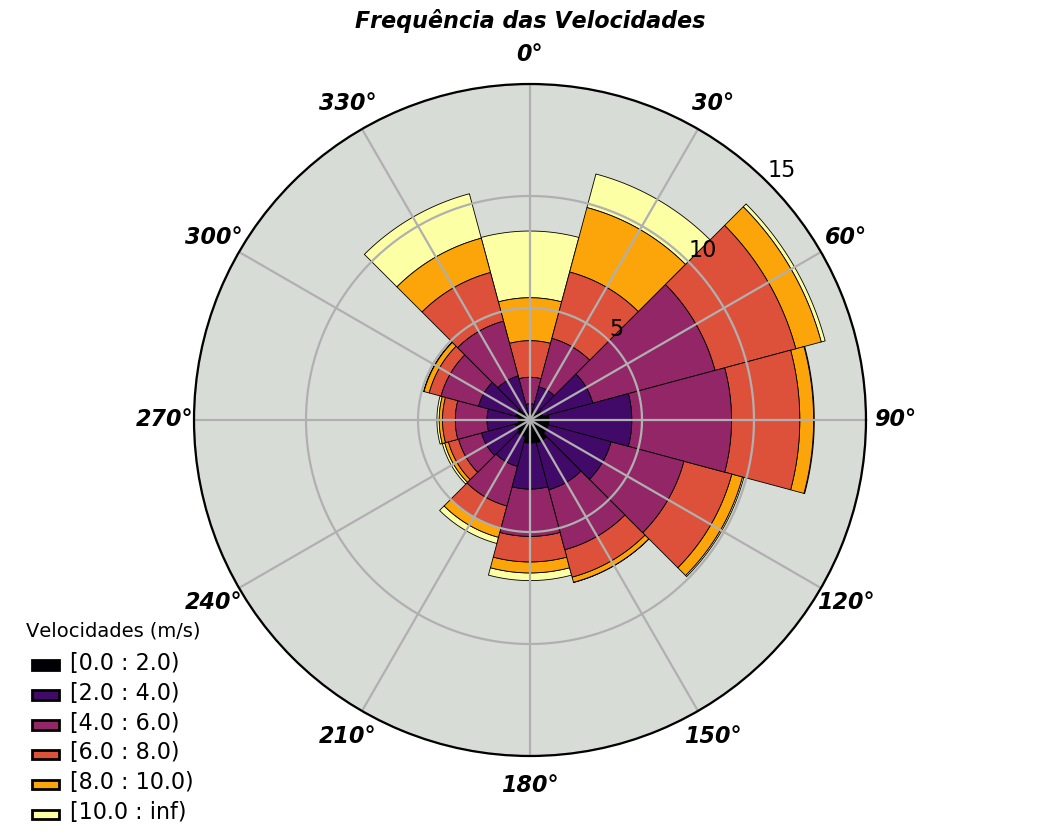 Frequência das Velocidades
0°
330°
30°
15
300°
60°
10
5
270°
90°
240°
120°
210°
150°
180°
Velocidades (m/s)
[0.0 : 2.0)
[2.0 : 4.0)
[4.0 : 6.0)
[6.0 : 8.0)
[8.0 : 10.0)
[10.0 : inf)